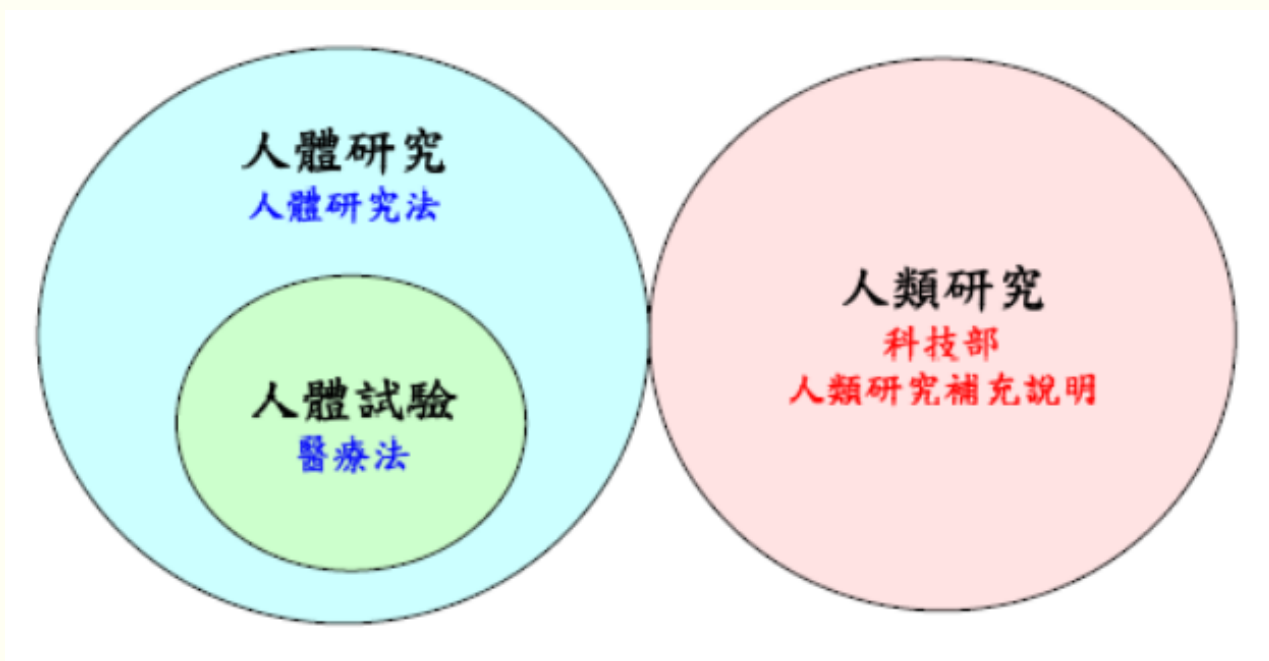 人體研究
人體研究法
人體試驗
醫療法
人類研究
科技部
人類研究補充說明